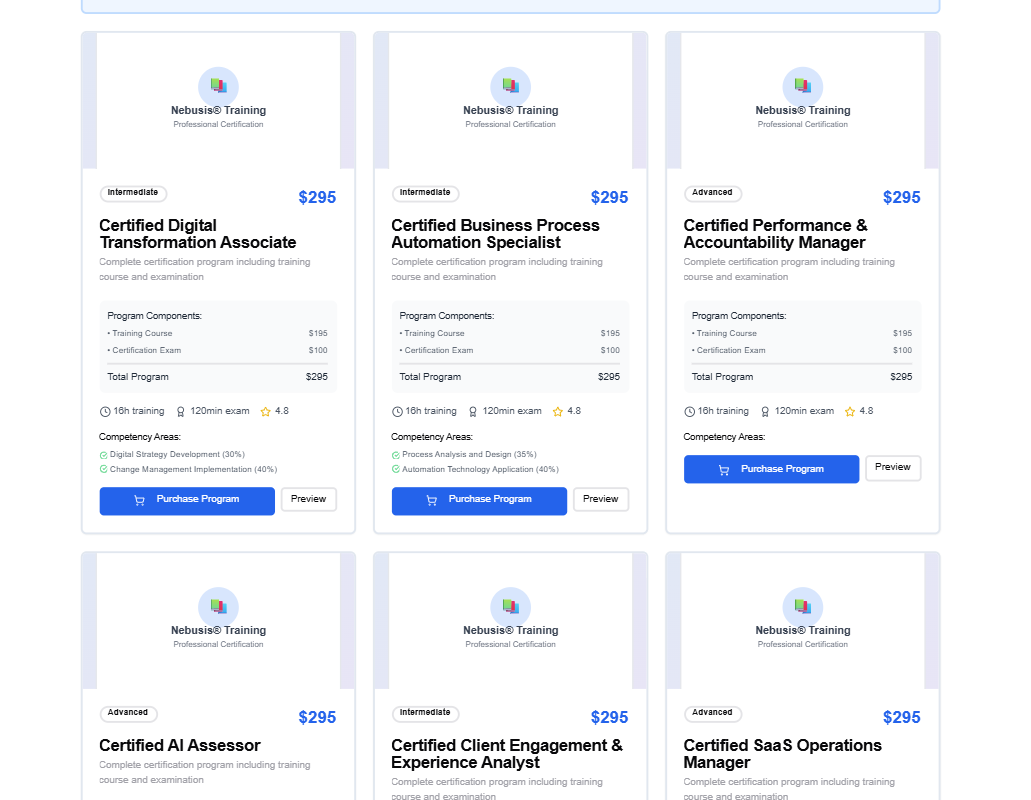 Nebusis® Training
Professional Certification
Intermediate
$295
Certified Digital
Transformation Associate
Complete certification program including training
course and examination
Program Components:
• Training Course $195
• Certification Exam $100
Total Program $295
16h training 120min exam 4.8
Competency Areas:
Digital Strategy Development (30%)
Change Management Implementation (40%)
Purchase Program Preview
Nebusis® Training
Professional Certification
Intermediate
$295
Certified Business Process
Automation Specialist
Complete certification program including training
course and examination
Program Components:
• Training Course $195
• Certification Exam $100
Total Program $295
16h training 120min exam 4.8
Competency Areas:
Process Analysis and Design (35%)
Automation Technology Application (40%)
Purchase Program Preview
Nebusis® Training
Professional Certification
Advanced
$295
Certified Performance &
Accountability Manager
Complete certification program including training
course and examination
Program Components:
• Training Course $195
• Certification Exam $100
Total Program $295
16h training 120min exam 4.8
Competency Areas:
Purchase Program Preview
Nebusis® Training
Professional Certification
Advanced
$295
Certified AI Assessor
Complete certification program including training
course and examination
Nebusis® Training
Professional Certification
Intermediate
$295
Certified Client Engagement &
Experience Analyst
Complete certification program including training
course and examination
Nebusis® Training
Professional Certification
Advanced
$295
Certified SaaS Operations
Manager
Complete certification program including training
course and examination